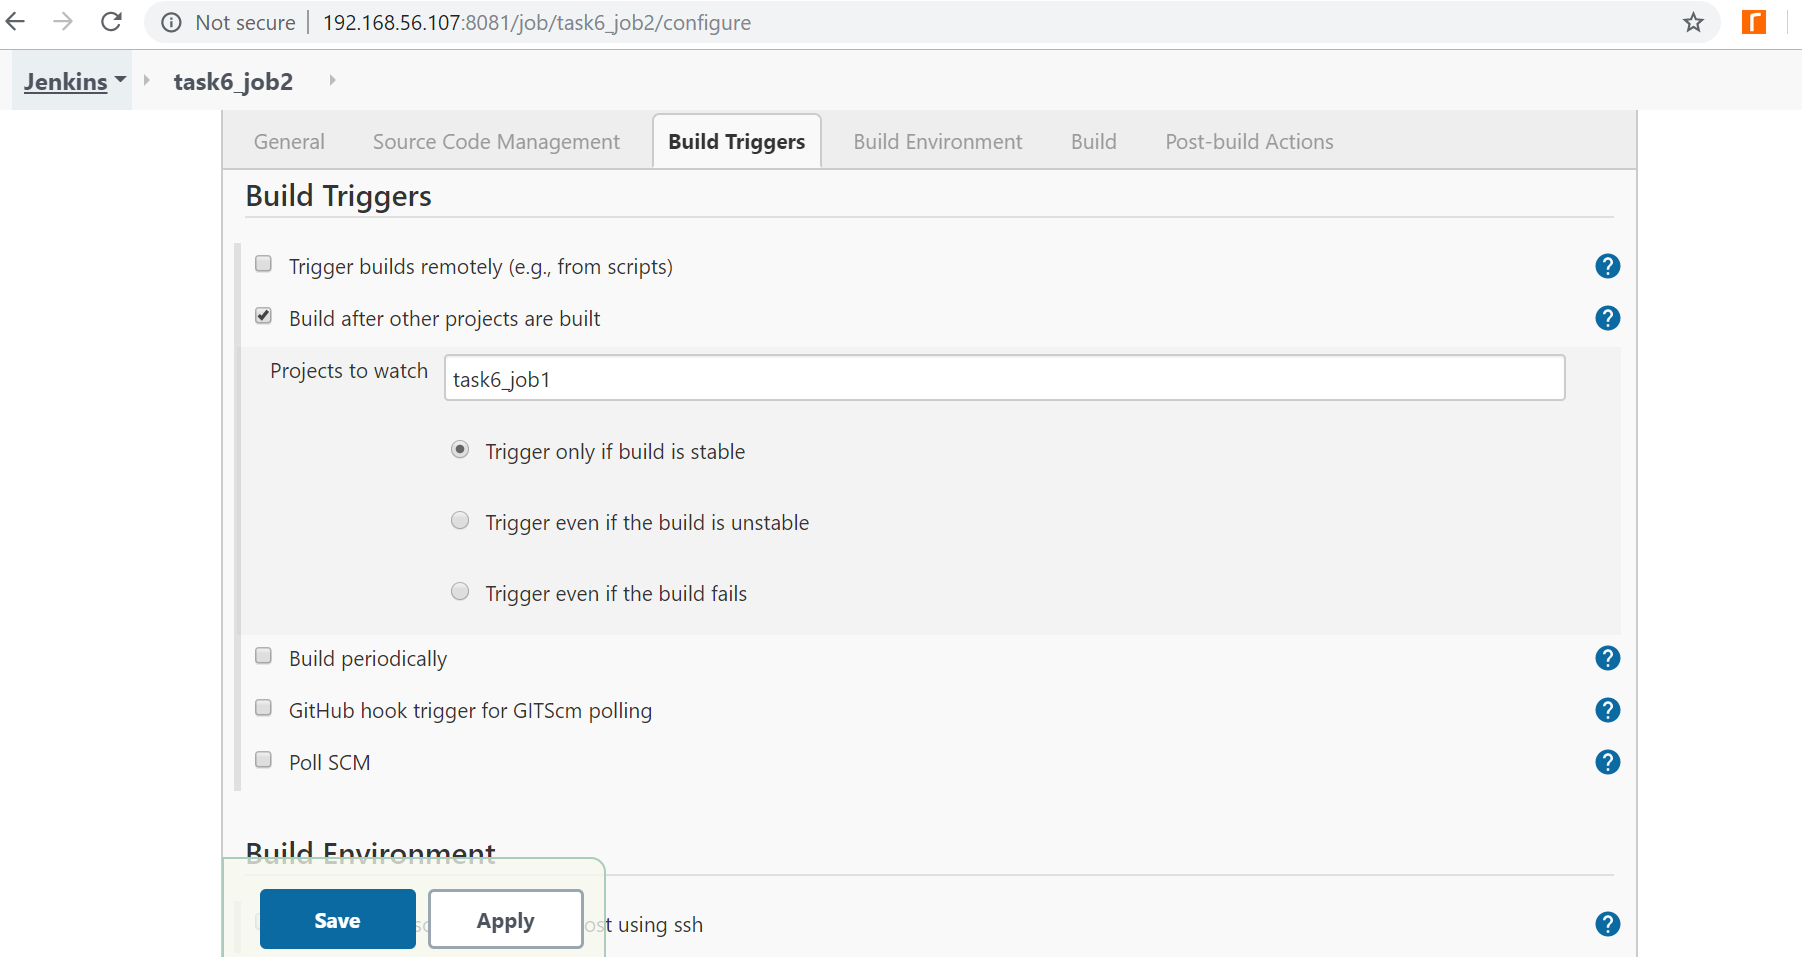 Not secure | 192.168.56.107:8081/job/task6_job2/configure
Jenkins task6_job2
General Source Code Management Build Triggers Build Environment Build Post-build Actions
Build Triggers
Trigger builds remotely (e.g., from scripts) ?
Build after other projects are built ?
Projects to watch task6_job1
Trigger only if build is stable
Trigger even if the build is unstable
Trigger even if the build fails
Build periodically ?
GitHub hook trigger for GITScm polling ?
Poll SCM ?
Build Environment
Save Apply using ssh ?